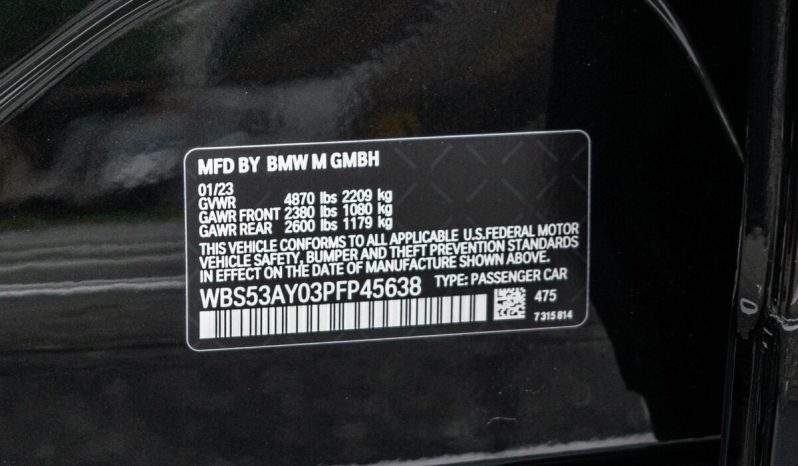 MFD BY BMW M GMBH
01/23
GVWR 4870 lbs 2209 kg
GAWR FRONT 2380 lbs 1080 kg
GAWR REAR 2600 lbs 1179 kg
THIS VEHICLE CONFORMS TO ALL APPLICABLE U.S.FEDERAL MOTOR
VEHICLE SAFETY, BUMPER AND THEFT PREVENTION STANDARDS
IN EFFECT ON THE DATE OF MANUFACTURE SHOWN ABOVE.
WBS53AY03PFP45638 TYPE: PASSENGER CAR
475
7 315 814